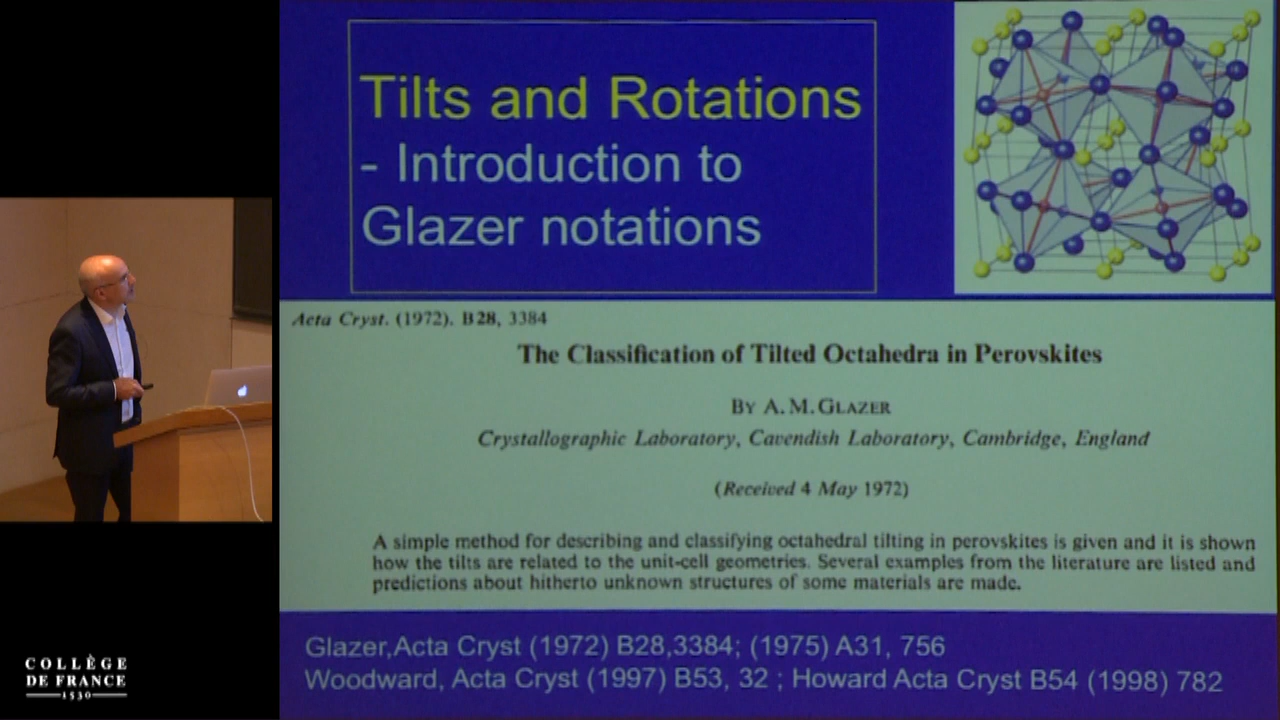 Tilts and Rotations
- Introduction to
Glazer notations
Acta Cryst. (1972). B28, 3384
The Classification of Tilted Octahedra in Perovskites
By A. M. Glazer
Crystallographic Laboratory, Cavendish Laboratory, Cambridge, England
(Received 4 May 1972)
A simple method for describing and classifying octahedral tilting in perovskites is given and it is shown
how the tilts are related to the unit-cell geometries. Several examples from the literature are listed and
predictions about hitherto unknown structures of some materials are made.
Glazer,Acta Cryst (1972) B28,3384; (1975) A31, 756
Woodward, Acta Cryst (1997) B53, 32 ; Howard Acta Cryst B54 (1998) 782
COLLÈGE
DE FRANCE
1530